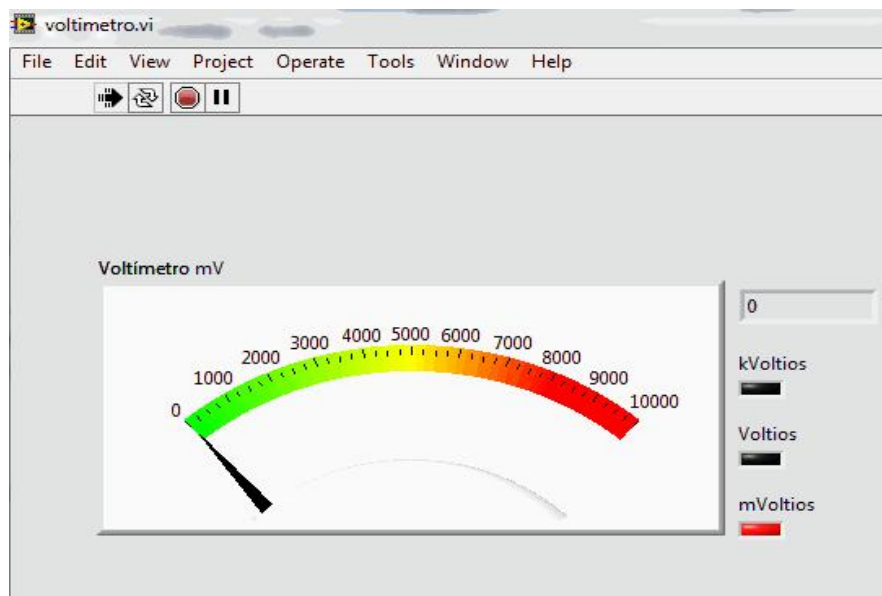 voltimetro.vi
File Edit View Project Operate Tools Window Help
Voltímetro mV
0 1000 2000 3000 4000 5000 6000 7000 8000 9000 10000
0
kVoltios
Voltios
mVoltios